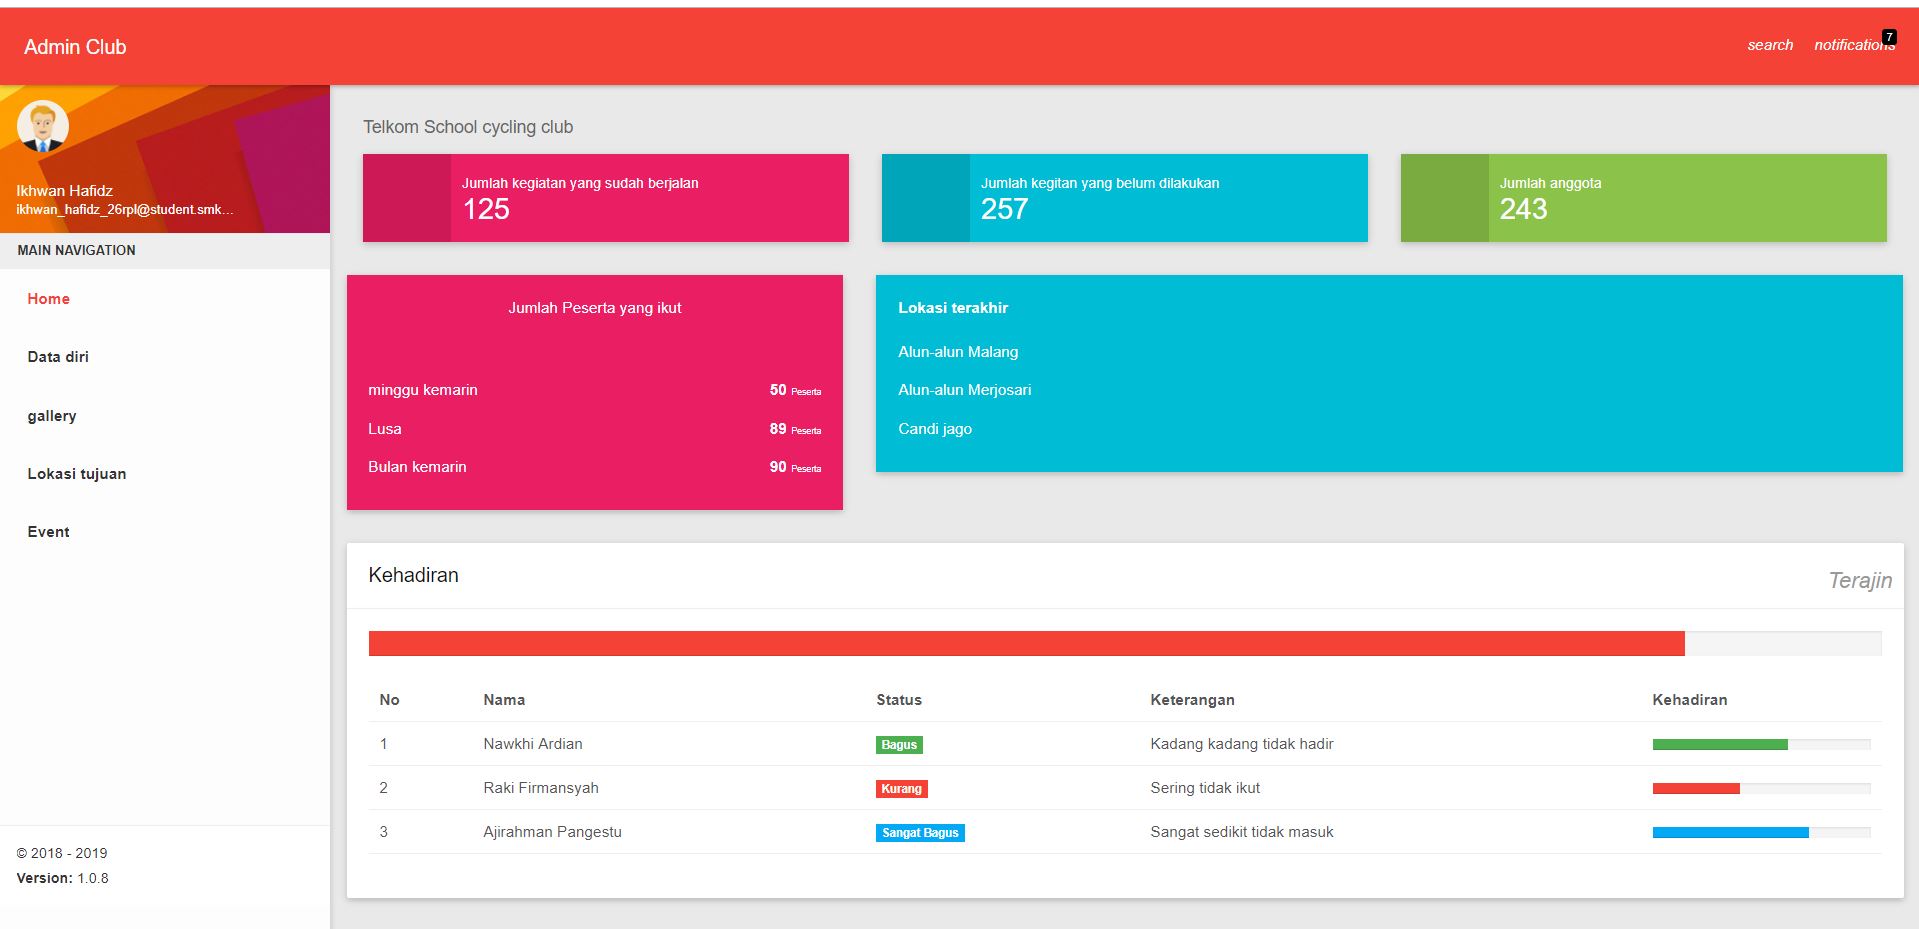 Admin Club
search notifications 7
Ikhwan Hafidz
ikhwan_hafidz_26rpl@student.smk...
MAIN NAVIGATION
Home
Data diri
gallery
Lokasi tujuan
Event
© 2018 - 2019
Version: 1.0.8
Telkom School cycling club
Jumlah kegiatan yang sudah berjalan
125
Jumlah kegitan yang belum dilakukan
257
Jumlah anggota
243
Jumlah Peserta yang ikut
minggu kemarin 50 Peserta
Lusa 89 Peserta
Bulan kemarin 90 Peserta
Lokasi terakhir
Alun-alun Malang
Alun-alun Merjosari
Candi jago
Kehadiran
Terajin
No Nama Status Keterangan Kehadiran
1 Nawkhi Ardian Bagus Kadang kadang tidak hadir
2 Raki Firmansyah Kurang Sering tidak ikut
3 Ajirahman Pangestu Sangat Bagus Sangat sedikit tidak masuk